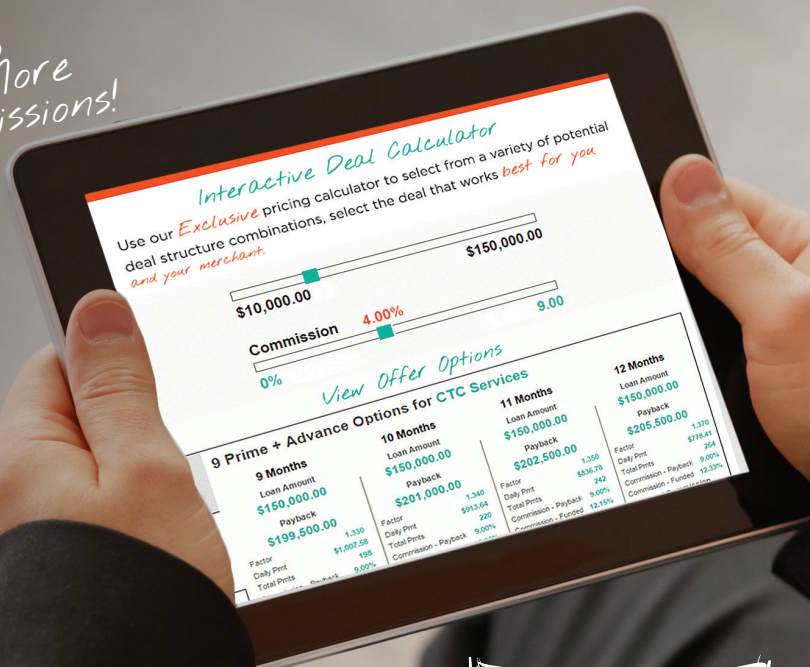 More
issions!
Interactive Deal Calculator
Use our Exclusive pricing calculator to select from a variety of potential
deal structure combinations, select the deal that works best for you
and your merchant.
$10,000.00 $150,000.00
Commission 4.00%
0% 9.00
View Offer Options
9 Prime + Advance Options for CTC Services
9 Months
Loan Amount
$150,000.00
Payback
$199,500.00
Factor 1.330
Daily Pmt $1,007.58
Total Pmts 198
Payback 9.00%
10 Months
Loan Amount
$150,000.00
Payback
$201,000.00
Factor 1.340
Daily Pmt $913.64
Total Pmts 220
Commission - Payback 9.00%
11 Months
Loan Amount
$150,000.00
Payback
$202,500.00
Factor 1.350
Daily Pmt $836.78
Total Pmts 242
Commission - Payback 9.00%
Commission - Funded 12.15%
12 Months
Loan Amount
$150,000.00
Payback
$205,500.00
Factor 1.370
Daily Pmt $778.41
Total Pmts 264
Commission - Payback 9.00%
Commission - Funded 12.33%